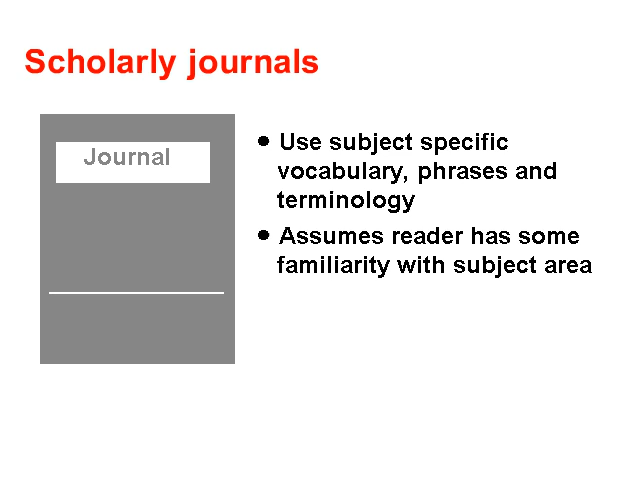 Scholarly journals
Journal
● Use subject specific
vocabulary, phrases and
terminology
● Assumes reader has some
familiarity with subject area